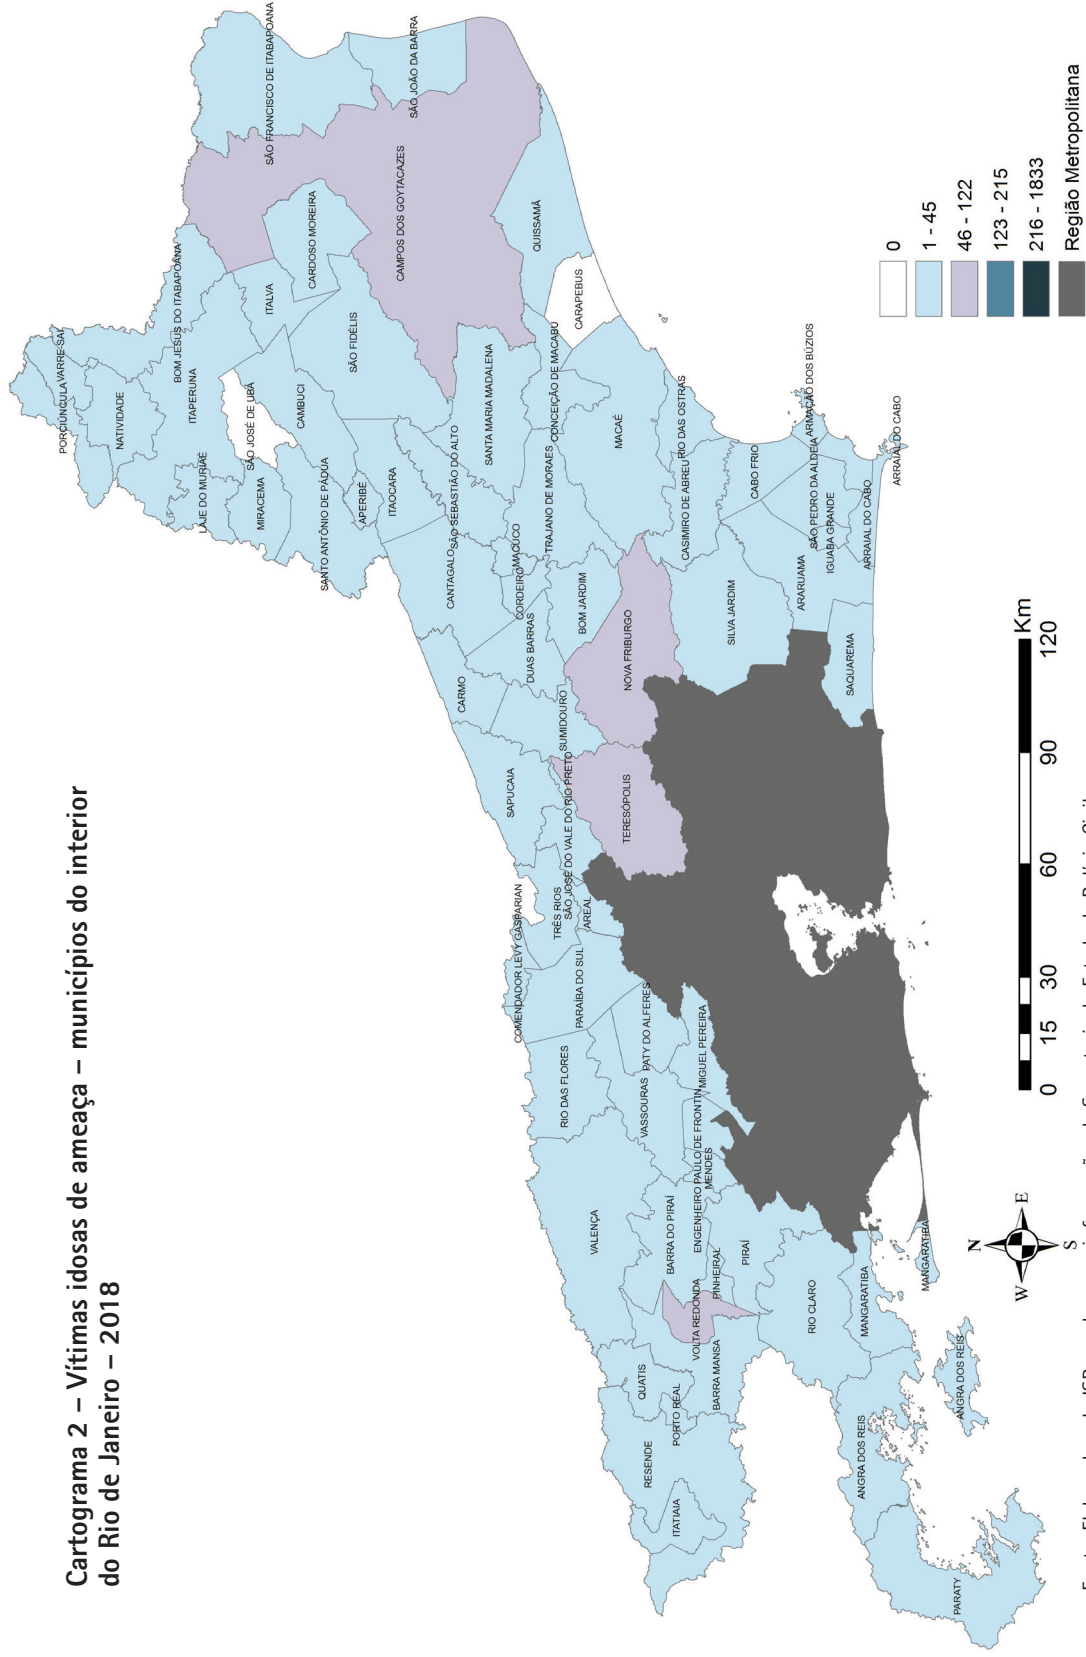 Cartograma 2 – Vítimas idosas de ameaça – municípios do interior
do Rio de Janeiro – 2018
PORCIÚNCULA
VARRE-SAI
NATIVIDADE
BOM JESUS DO ITABAPOANA
ITAPERUNA
LAJE DO MURIAÉ
SÃO JOSÉ DE UBÁ
MIRACEMA
ITALVA
CARDOSO MOREIRA
SÃO FRANCISCO DE ITABAPOANA
SÃO JOÃO DA BARRA
CAMPOS DOS GOYTACAZES
CAMBUCI
SÃO FIDÉLIS
SANTO ANTÔNIO DE PÁDUA
APERIBÉ
ITAOCARA
QUISSAMÃ
CARAPEBUS
CONCEIÇÃO DE MACABU
SANTA MARIA MADALENA
SÃO SEBASTIÃO DO ALTO
CANTAGALO
TRAJANO DE MORAES
MACUCO
CORDEIRO
MACAÉ
RIO DAS OSTRAS
CASIMIRO DE ABREU
CARMO
DUAS BARRAS
BOM JARDIM
NOVA FRIBURGO
SUMIDOURO
SAPUCAIA
TERESÓPOLIS
SÃO JOSÉ DO VALE DO RIO PRETO
TRÊS RIOS
AREAL
COMENDADOR LEVY GASPARIAN
PARAÍBA DO SUL
SILVA JARDIM
CABO FRIO
ARMAÇÃO DOS BÚZIOS
SÃO PEDRO DA ALDEIA
IGUABA GRANDE
ARARUAMA
ARRAIAL DO CABO
ARRAIAL DO CABO
SAQUAREMA
RIO DAS FLORES
PATY DO ALFERES
VASSOURAS
MIGUEL PEREIRA
ENGENHEIRO PAULO DE FRONTIN
MENDES
VALENÇA
BARRA DO PIRAÍ
PINHEIRAL
PIRAÍ
VOLTA REDONDA
BARRA MANSA
QUATIS
PORTO REAL
RESENDE
ITATIAIA
RIO CLARO
MANGARATIBA
MANGARATIBA
ANGRA DOS REIS
ANGRA DOS REIS
PARATY
N
W E
S
0 15 30 60 90 120 Km
0
1 - 45
46 - 122
123 - 215
216 - 1833
Região Metropolitana